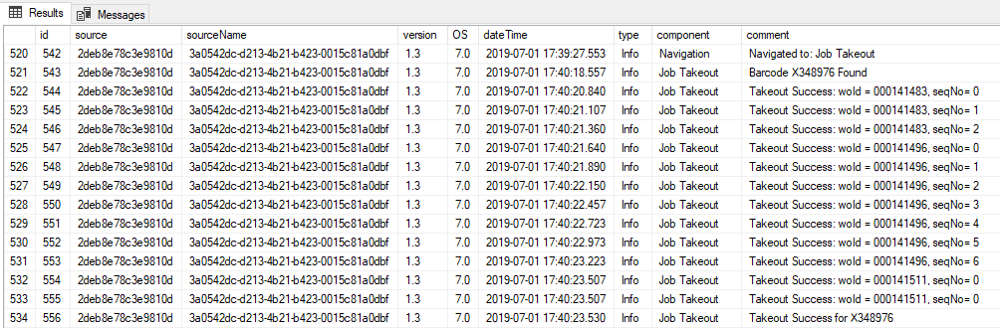 Results Messages
id source sourceName version OS dateTime type component comment
520 542 2deb8e78c3e9810d 3a0542dc-d213-4b21-b423-0015c81a0dbf 1.3 7.0 2019-07-01 17:39:27.553 Info Navigation Navigated to: Job Takeout
521 543 2deb8e78c3e9810d 3a0542dc-d213-4b21-b423-0015c81a0dbf 1.3 7.0 2019-07-01 17:40:18.557 Info Job Takeout Barcode X348976 Found
522 544 2deb8e78c3e9810d 3a0542dc-d213-4b21-b423-0015c81a0dbf 1.3 7.0 2019-07-01 17:40:20.840 Info Job Takeout Takeout Success: woId = 000141483, seqNo= 0
523 545 2deb8e78c3e9810d 3a0542dc-d213-4b21-b423-0015c81a0dbf 1.3 7.0 2019-07-01 17:40:21.107 Info Job Takeout Takeout Success: woId = 000141483, seqNo= 1
524 546 2deb8e78c3e9810d 3a0542dc-d213-4b21-b423-0015c81a0dbf 1.3 7.0 2019-07-01 17:40:21.360 Info Job Takeout Takeout Success: woId = 000141483, seqNo= 2
525 547 2deb8e78c3e9810d 3a0542dc-d213-4b21-b423-0015c81a0dbf 1.3 7.0 2019-07-01 17:40:21.640 Info Job Takeout Takeout Success: woId = 000141496, seqNo= 0
526 548 2deb8e78c3e9810d 3a0542dc-d213-4b21-b423-0015c81a0dbf 1.3 7.0 2019-07-01 17:40:21.890 Info Job Takeout Takeout Success: woId = 000141496, seqNo= 1
527 549 2deb8e78c3e9810d 3a0542dc-d213-4b21-b423-0015c81a0dbf 1.3 7.0 2019-07-01 17:40:22.150 Info Job Takeout Takeout Success: woId = 000141496, seqNo= 2
528 550 2deb8e78c3e9810d 3a0542dc-d213-4b21-b423-0015c81a0dbf 1.3 7.0 2019-07-01 17:40:22.457 Info Job Takeout Takeout Success: woId = 000141496, seqNo= 3
529 551 2deb8e78c3e9810d 3a0542dc-d213-4b21-b423-0015c81a0dbf 1.3 7.0 2019-07-01 17:40:22.723 Info Job Takeout Takeout Success: woId = 000141496, seqNo= 4
530 552 2deb8e78c3e9810d 3a0542dc-d213-4b21-b423-0015c81a0dbf 1.3 7.0 2019-07-01 17:40:22.973 Info Job Takeout Takeout Success: woId = 000141496, seqNo= 5
531 553 2deb8e78c3e9810d 3a0542dc-d213-4b21-b423-0015c81a0dbf 1.3 7.0 2019-07-01 17:40:23.223 Info Job Takeout Takeout Success: woId = 000141496, seqNo= 6
532 554 2deb8e78c3e9810d 3a0542dc-d213-4b21-b423-0015c81a0dbf 1.3 7.0 2019-07-01 17:40:23.507 Info Job Takeout Takeout Success: woId = 000141511, seqNo= 0
533 555 2deb8e78c3e9810d 3a0542dc-d213-4b21-b423-0015c81a0dbf 1.3 7.0 2019-07-01 17:40:23.507 Info Job Takeout Takeout Success: woId = 000141511, seqNo= 0
534 556 2deb8e78c3e9810d 3a0542dc-d213-4b21-b423-0015c81a0dbf 1.3 7.0 2019-07-01 17:40:23.530 Info Job Takeout Takeout Success for X348976